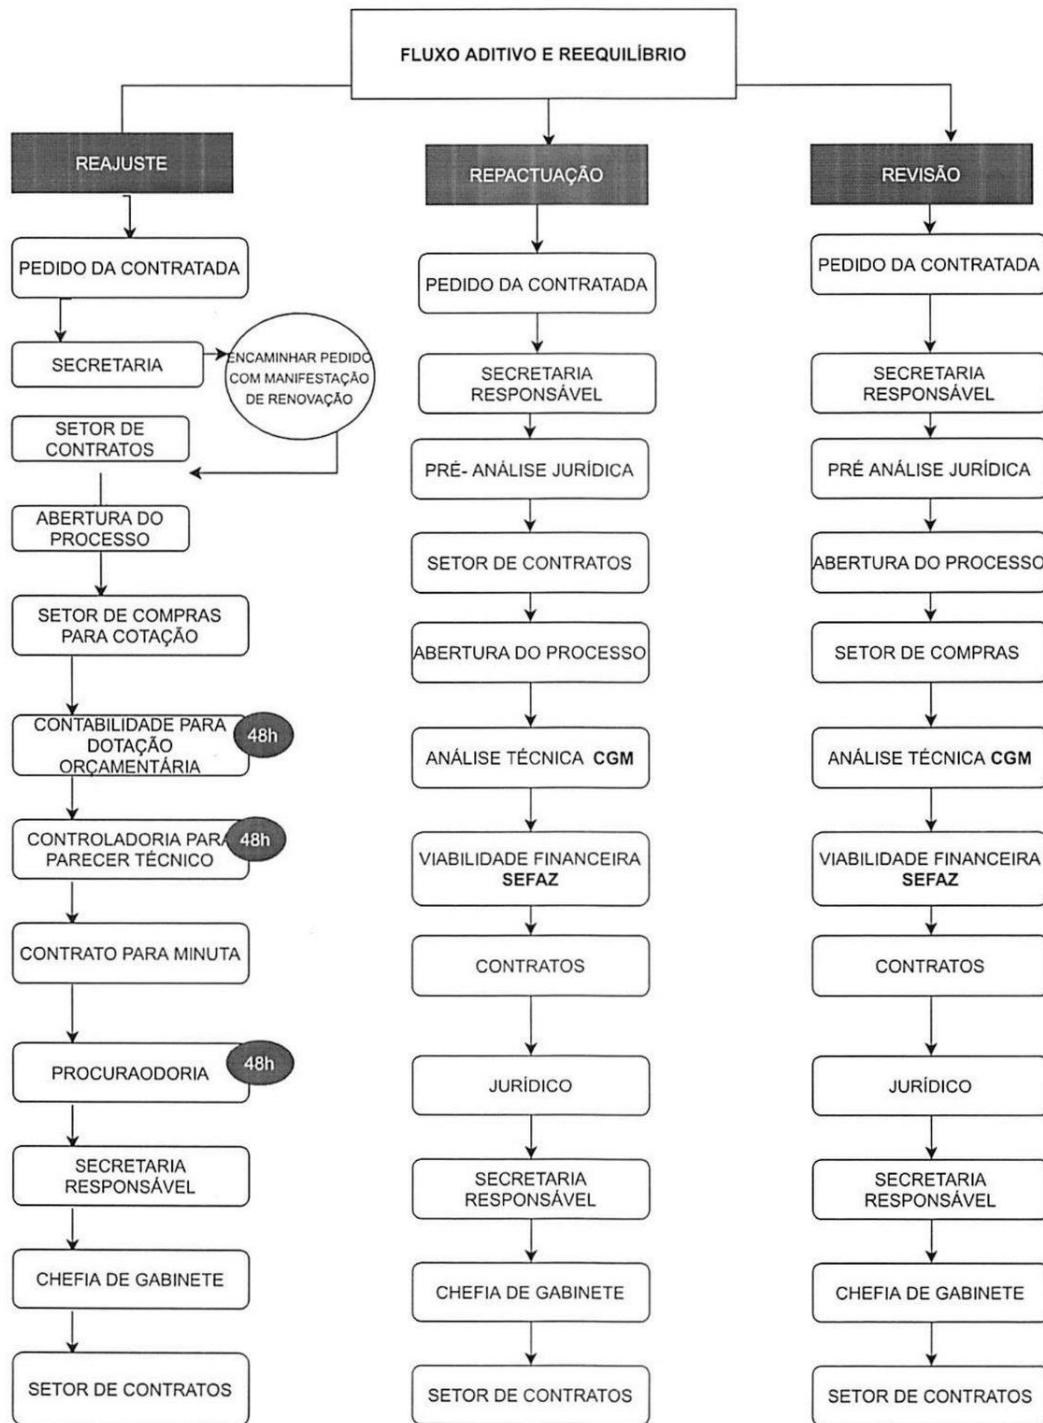 FLUXO ADITIVO E REEQUILÍBRIO
REAJUSTE
PEDIDO DA CONTRATADA
SECRETARIA
ENCAMINHAR PEDIDO
COM MANIFESTAÇÃO
DE RENOVAÇÃO
SETOR DE
CONTRATOS
ABERTURA DO
PROCESSO
SETOR DE COMPRAS
PARA COTAÇÃO
CONTABILIDADE PARA
DOTAÇÃO
ORÇAMENTÁRIA
48h
CONTROLADORIA PARA
PARECER TÉCNICO
48h
CONTRATO PARA MINUTA
PROCURAODORIA
48h
SECRETARIA
RESPONSÁVEL
CHEFIA DE GABINETE
SETOR DE CONTRATOS
REPACTUAÇÃO
PEDIDO DA CONTRATADA
SECRETARIA
RESPONSÁVEL
PRÉ- ANÁLISE JURÍDICA
SETOR DE CONTRATOS
ABERTURA DO PROCESSO
ANÁLISE TÉCNICA CGM
VIABILIDADE FINANCEIRA
SEFAZ
CONTRATOS
JURÍDICO
SECRETARIA
RESPONSÁVEL
CHEFIA DE GABINETE
SETOR DE CONTRATOS
REVISÃO
PEDIDO DA CONTRATADA
SECRETARIA
RESPONSÁVEL
PRÉ ANÁLISE JURÍDICA
ABERTURA DO PROCESSO
SETOR DE COMPRAS
ANÁLISE TÉCNICA CGM
VIABILIDADE FINANCEIRA
SEFAZ
CONTRATOS
JURÍDICO
SECRETARIA
RESPONSÁVEL
CHEFIA DE GABINETE
SETOR DE CONTRATOS